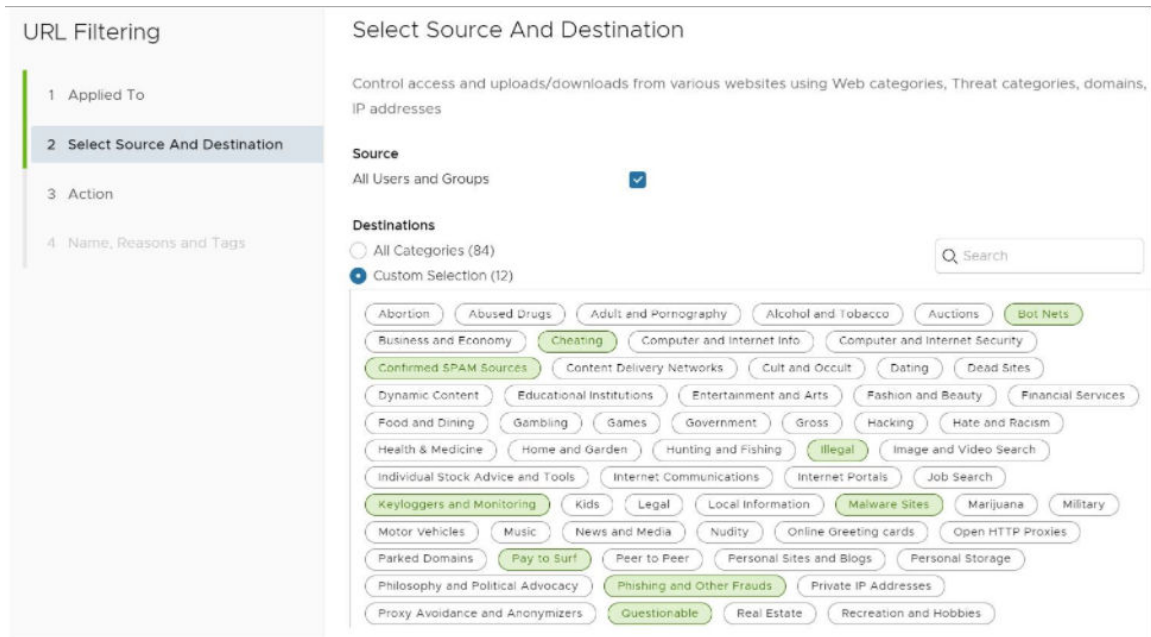 URL Filtering
1 Applied To
2 Select Source And Destination
3 Action
4 Name, Reasons and Tags
Select Source And Destination
Control access and uploads/downloads from various websites using Web categories, Threat categories, domains,
IP addresses
Source
All Users and Groups
Destinations
All Categories (84)
Search
Custom Selection (12)
Abortion Abused Drugs Adult and Pornography Alcohol and Tobacco Auctions Bot Nets
Business and Economy Cheating Computer and Internet Info Computer and Internet Security
Confirmed SPAM Sources Content Delivery Networks Cult and Occult Dating Dead Sites
Dynamic Content Educational Institutions Entertainment and Arts Fashion and Beauty Financial Services
Food and Dining Gambling Games Government Gross Hacking Hate and Racism
Health & Medicine Home and Garden Hunting and Fishing Illegal Image and Video Search
Individual Stock Advice and Tools Internet Communications Internet Portals Job Search
Keyloggers and Monitoring Kids Legal Local Information Malware Sites Marijuana Military
Motor Vehicles Music News and Media Nudity Online Greeting cards Open HTTP Proxies
Parked Domains Pay to Surf Peer to Peer Personal Sites and Blogs Personal Storage
Philosophy and Political Advocacy Phishing and Other Frauds Private IP Addresses
Proxy Avoidance and Anonymizers Questionable Real Estate Recreation and Hobbies